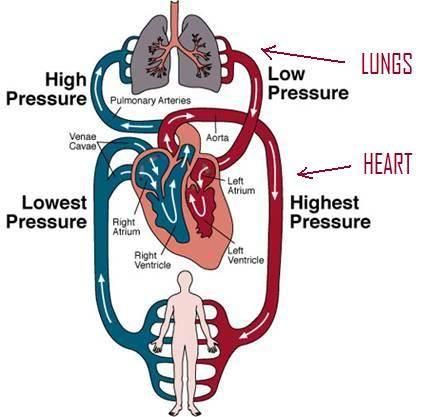 LUNGS
High
Pressure
Low
Pressure
Pulmonary Arteries
Venae
Cavae
Aorta
HEART
Left
Atrium
Lowest
Pressure
Highest
Pressure
Right
Atrium
Right
Ventricle
Left
Ventricle